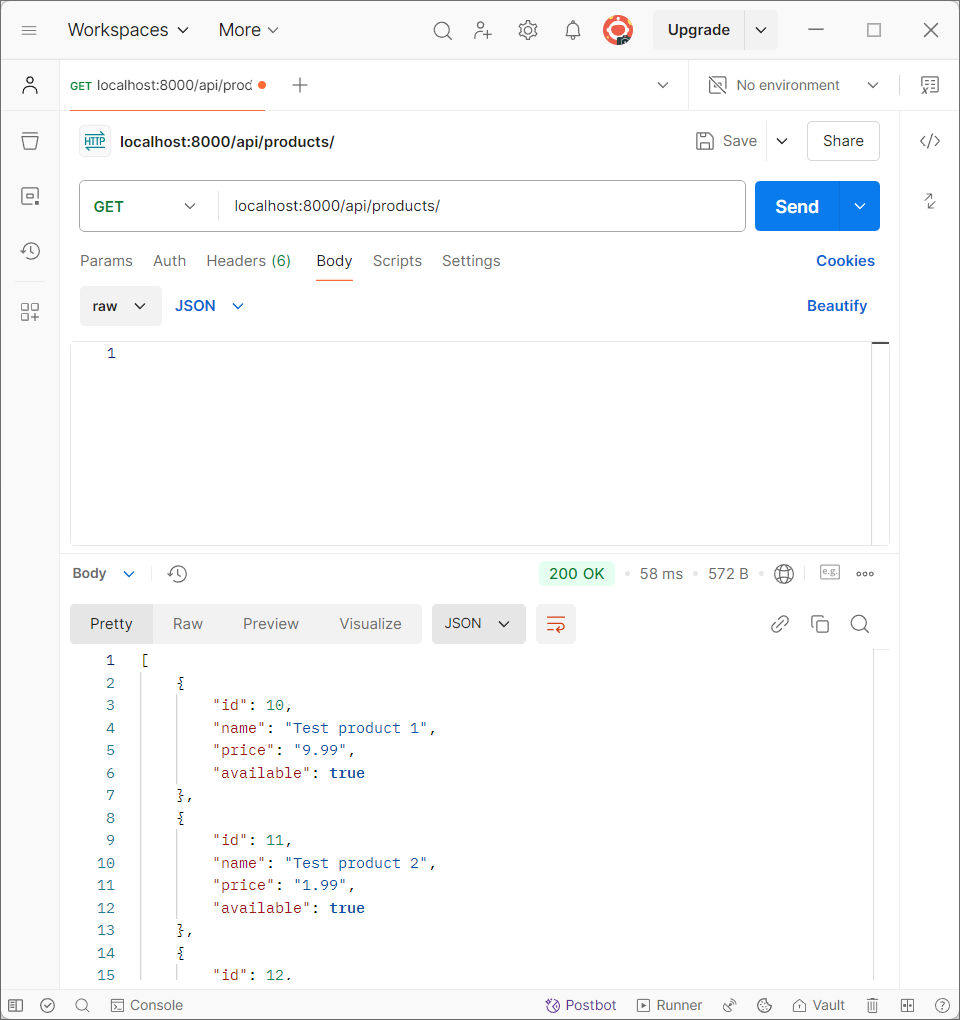 Workspaces More Upgrade
GET localhost:8000/api/prod No environment
HTTP localhost:8000/api/products/ Save Share
GET localhost:8000/api/products/ Send
Params Auth Headers (6) Body Scripts Settings Cookies
raw JSON Beautify
1
Body 200 OK 58 ms 572 B e.g.
Pretty Raw Preview Visualize JSON
1 [
2 {
3 "id": 10,
4 "name": "Test product 1",
5 "price": "9.99",
6 "available": true
7 },
8 {
9 "id": 11,
10 "name": "Test product 2",
11 "price": "1.99",
12 "available": true
13 },
14 {
15 "id": 12,
Console Postbot Runner Vault